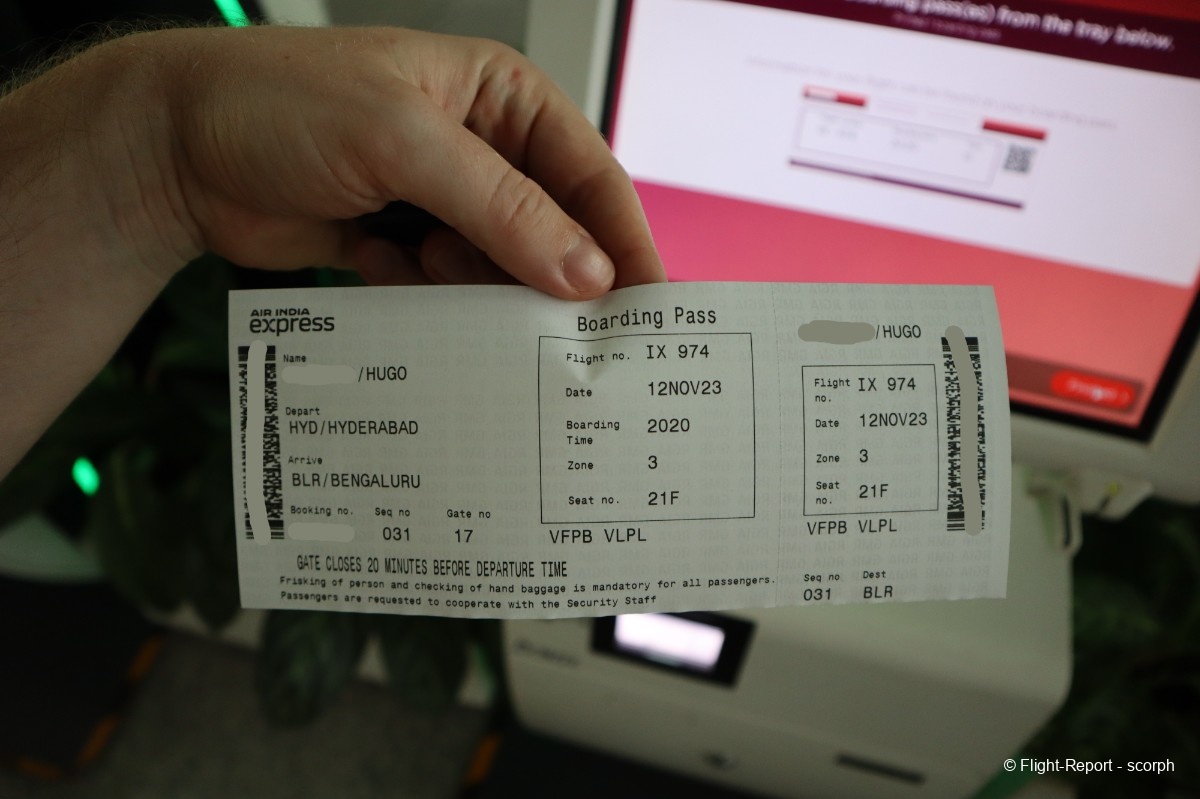 arding pass(es) from the tray below.
AIR INDIA
express
Name
/HUGO
Depart
HYD/HYDERABAD
Arrive
BLR/BENGALURU
Booking no. Seq no Gate no
031 17
Boarding Pass
Flight no. IX 974
Date 12NOV23
Boarding Time 2020
Zone 3
Seat no. 21F
VFPB VLPL
GATE CLOSES 20 MINUTES BEFORE DEPARTURE TIME
Frisking of person and checking of hand baggage is mandatory for all passengers.
Passengers are requested to cooperate with the Security Staff
/HUGO
Flight no. IX 974
Date 12NOV23
Zone 3
Seat no. 21F
VFPB VLPL
Seq no Dest
031 BLR
© Flight-Report - scorph